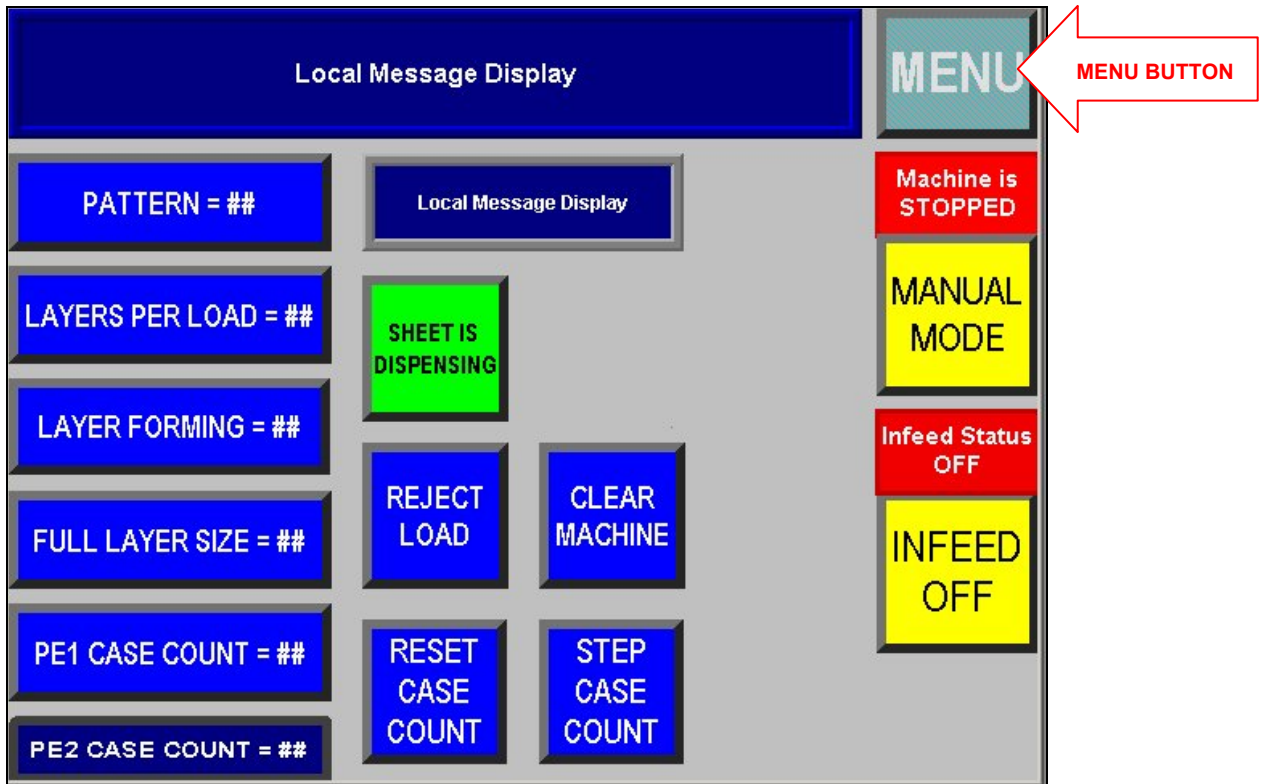 Local Message Display
MENU
MENU BUTTON
PATTERN = ##
Local Message Display
Machine is
STOPPED
MANUAL
MODE
LAYERS PER LOAD = ##
SHEET IS
DISPENSING
LAYER FORMING = ##
Infeed Status
OFF
REJECT
LOAD
CLEAR
MACHINE
FULL LAYER SIZE = ##
INFEED
OFF
PE1 CASE COUNT = ##
RESET
CASE
COUNT
STEP
CASE
COUNT
PE2 CASE COUNT = ##